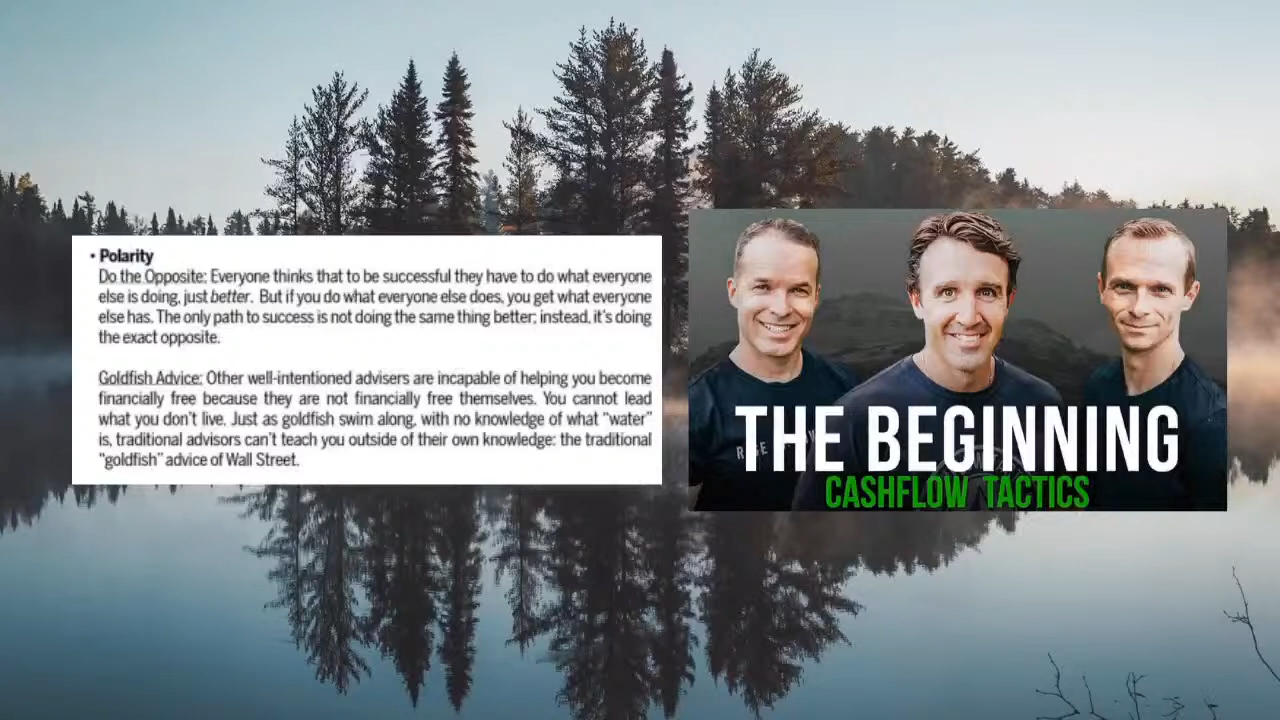 • Polarity
Do the Opposite: Everyone thinks that to be successful they have to do what everyone
else is doing, just better. But if you do what everyone else does, you get what everyone
else has. The only path to success is not doing the same thing better; instead, it's doing
the exact opposite.
Goldfish Advice: Other well-intentioned advisers are incapable of helping you become
financially free because they are not financially free themselves. You cannot lead
what you don't live. Just as goldfish swim along, with no knowledge of what "water"
is, traditional advisors can't teach you outside of their own knowledge: the traditional
"goldfish" advice of Wall Street.
THE BEGINNING
CASHFLOW TACTICS